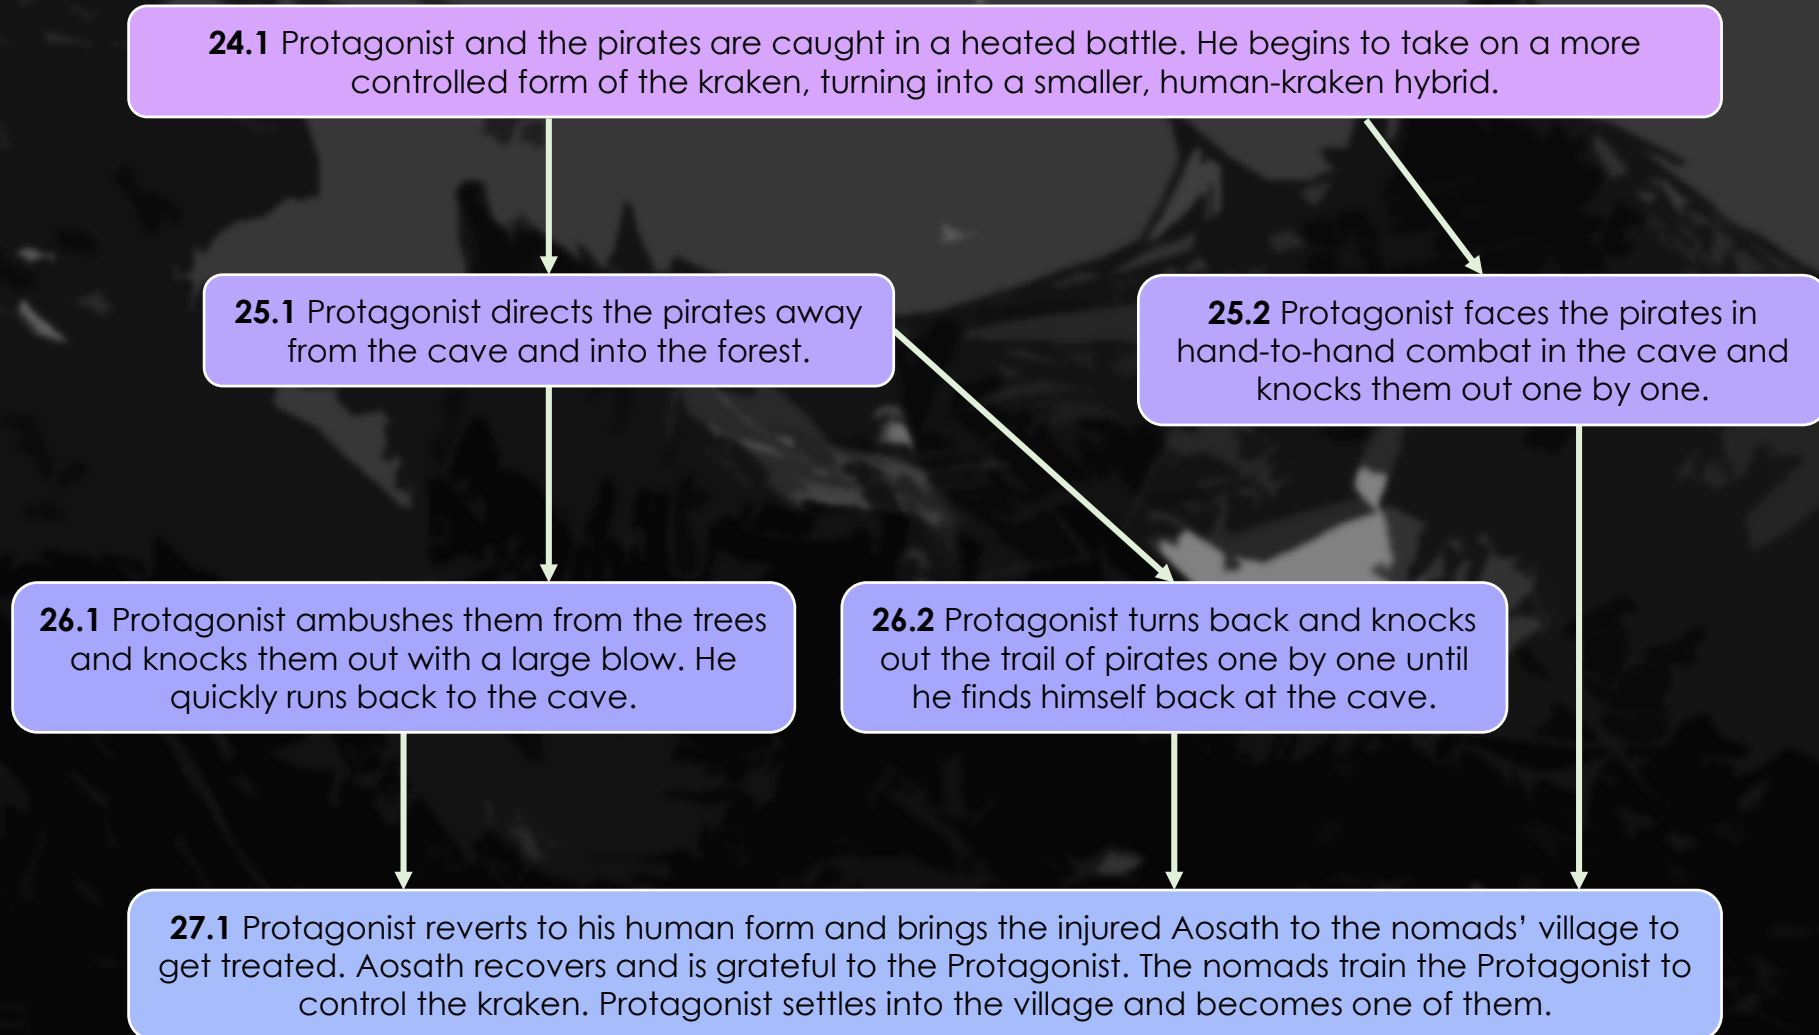 24.1 Protagonist and the pirates are caught in a heated battle. He begins to take on a more
controlled form of the kraken, turning into a smaller, human-kraken hybrid.
25.1 Protagonist directs the pirates away
from the cave and into the forest.
25.2 Protagonist faces the pirates in
hand-to-hand combat in the cave and
knocks them out one by one.
26.1 Protagonist ambushes them from the trees
and knocks them out with a large blow. He
quickly runs back to the cave.
26.2 Protagonist turns back and knocks
out the trail of pirates one by one until
he finds himself back at the cave.
27.1 Protagonist reverts to his human form and brings the injured Aosath to the nomads’ village to
get treated. Aosath recovers and is grateful to the Protagonist. The nomads train the Protagonist to
control the kraken. Protagonist settles into the village and becomes one of them.